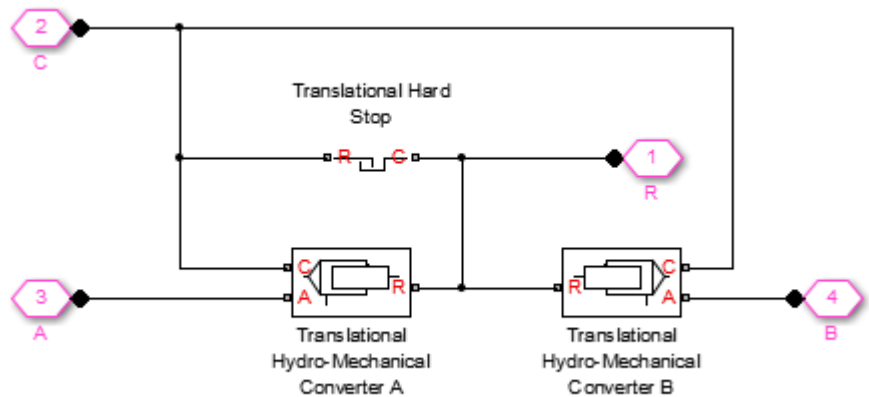 2
C
Translational Hard
Stop
R C
1
R
C
A
R
R
C
A
3
A
4
B
Translational
Hydro-Mechanical
Converter A
Translational
Hydro-Mechanical
Converter B